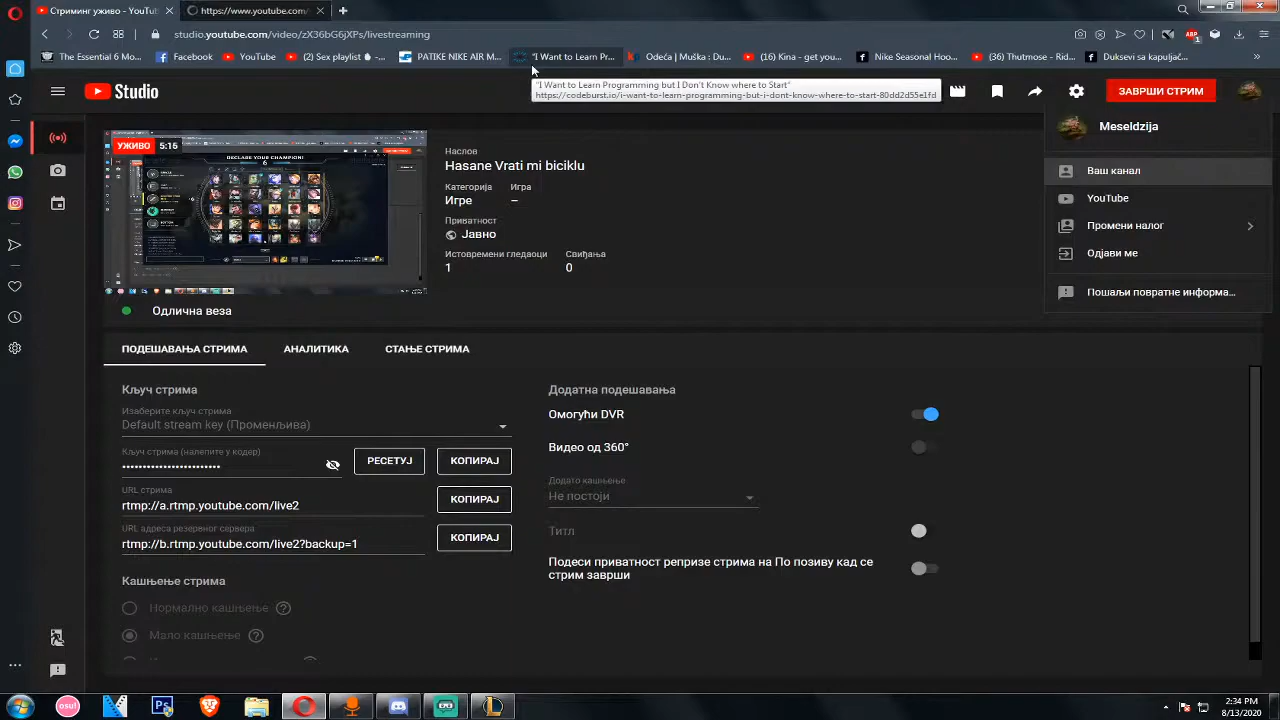 Стриминг уживо - YouTu
https://www.youtube.com/
studio.youtube.com/video/zX36bG6jXPs/livestreaming
The Essential 6 Mo...
Facebook
YouTube
(2) Sex playlist
PATIKE NIKE AIR M...
"I Want to Learn Pr...
Odeća | Muška : Du...
(16) Kina - get you...
(36) Thutmose - Rid...
Nike Seasonal Hoo...
Duksevi sa kapuljač...
"I Want to Learn Programming but I Don't Know where to Start"
https://codeburst.io/i-want-to-learn-programming-but-i-dont-know-where-to-start-80dd2d55e1fd
Studio
ЗАВРШИ СТРИМ
Meseldzija
Ваш канал
YouTube
Промени налог
Одјави ме
Пошаљи повратне информа...
УЖИВО 5:16
DECLARE YOUR CHAMPION!
6
Наслов
Hasane Vrati mi biciklu
Категорија Игра
Игре –
Приватност
Јавно
Истовремени гледаоци Свиђања
1 0
Одлична веза
ПОДЕШАВАЊА СТРИМА
АНАЛИТИКА
СТАЊЕ СТРИМА
Кључ стрима
Изаберите кључ стрима
Default stream key (Променљива)
Кључ стрима (налепите у кодер)
••••••••••••••••••••••••
РЕСЕТУЈ
КОПИРАЈ
URL стрима
rtmp://a.rtmp.youtube.com/live2
КОПИРАЈ
URL адреса резервног сервера
rtmp://b.rtmp.youtube.com/live2?backup=1
КОПИРАЈ
Кашњење стрима
Нормално кашњење
Мало кашњење
Додатна подешавања
Омогући DVR
Видео од 360°
Додато кашњење
Не постоји
Титл
Подеси приватност репризе стрима на По позиву кад се
стрим заврши
osu!
Ps
2:34 PM
8/13/2020